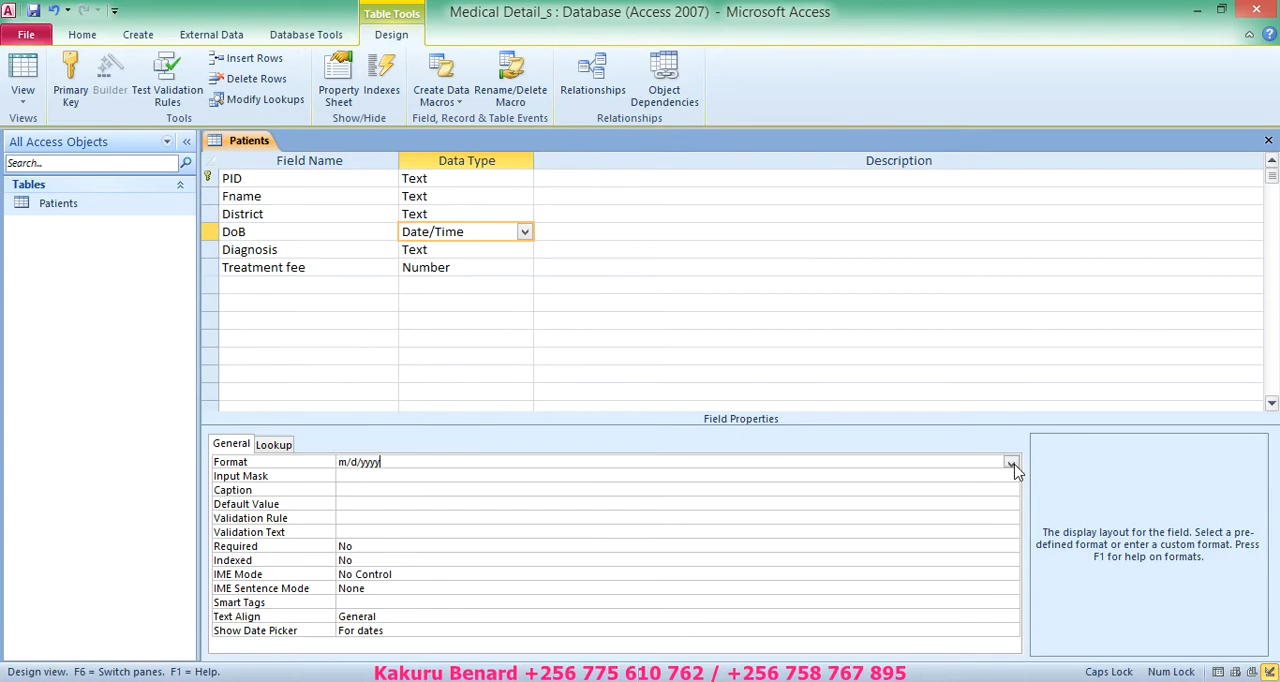 Table Tools
Medical Detail_s : Database (Access 2007) - Microsoft Access
File Home Create External Data Database Tools Design
View
Primary Key
Builder
Test Validation Rules
Insert Rows
Delete Rows
Modify Lookups
Property Sheet
Indexes
Create Data Macros
Rename/Delete Macro
Relationships
Object Dependencies
Views Tools Show/Hide Field, Record & Table Events Relationships
All Access Objects
Search...
Tables
Patients
Patients
Field Name Data Type Description
PID Text
Fname Text
District Text
DoB Date/Time
Diagnosis Text
Treatment fee Number
Field Properties
General Lookup
Format m/d/yyyy
Input Mask
Caption
Default Value
Validation Rule
Validation Text
Required No
Indexed No
IME Mode No Control
IME Sentence Mode None
Smart Tags
Text Align General
Show Date Picker For dates
The display layout for the field. Select a pre-
defined format or enter a custom format. Press
F1 for help on formats.
Design view. F6 = Switch panes. F1 = Help.
Kakuru Benard +256 775 610 762 / +256 758 767 895
Caps Lock Num Lock